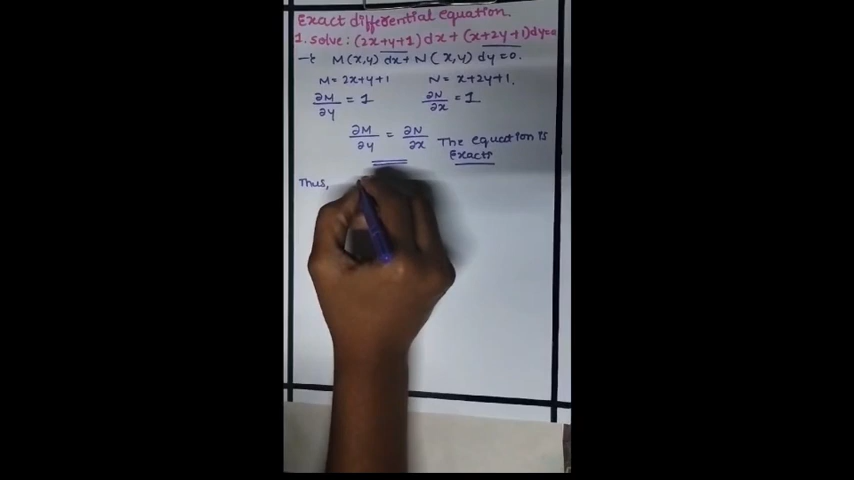 Exact differential equation.
1. solve: (2x+y+1) dx + (x+2y+1)dy=0
→ M(x,y) dx + N(x,y) dy = 0.
M = 2x+y+1 N = x+2y+1.
∂M/∂y = 1 ∂N/∂x = 1
∂M/∂y = ∂N/∂x The equation is
Exact.
Thus,